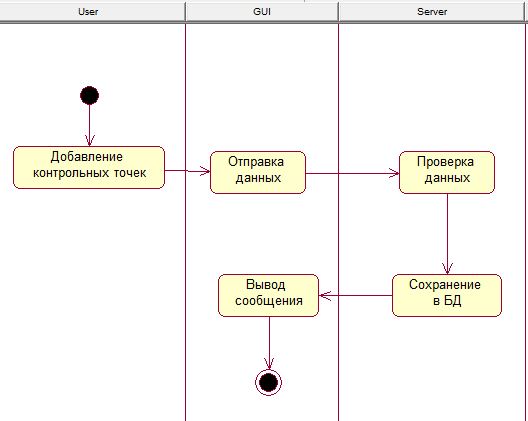 User
GUI
Server
Добавление
контрольных точек
Отправка
данных
Проверка
данных
Вывод
сообщения
Сохранение
в БД